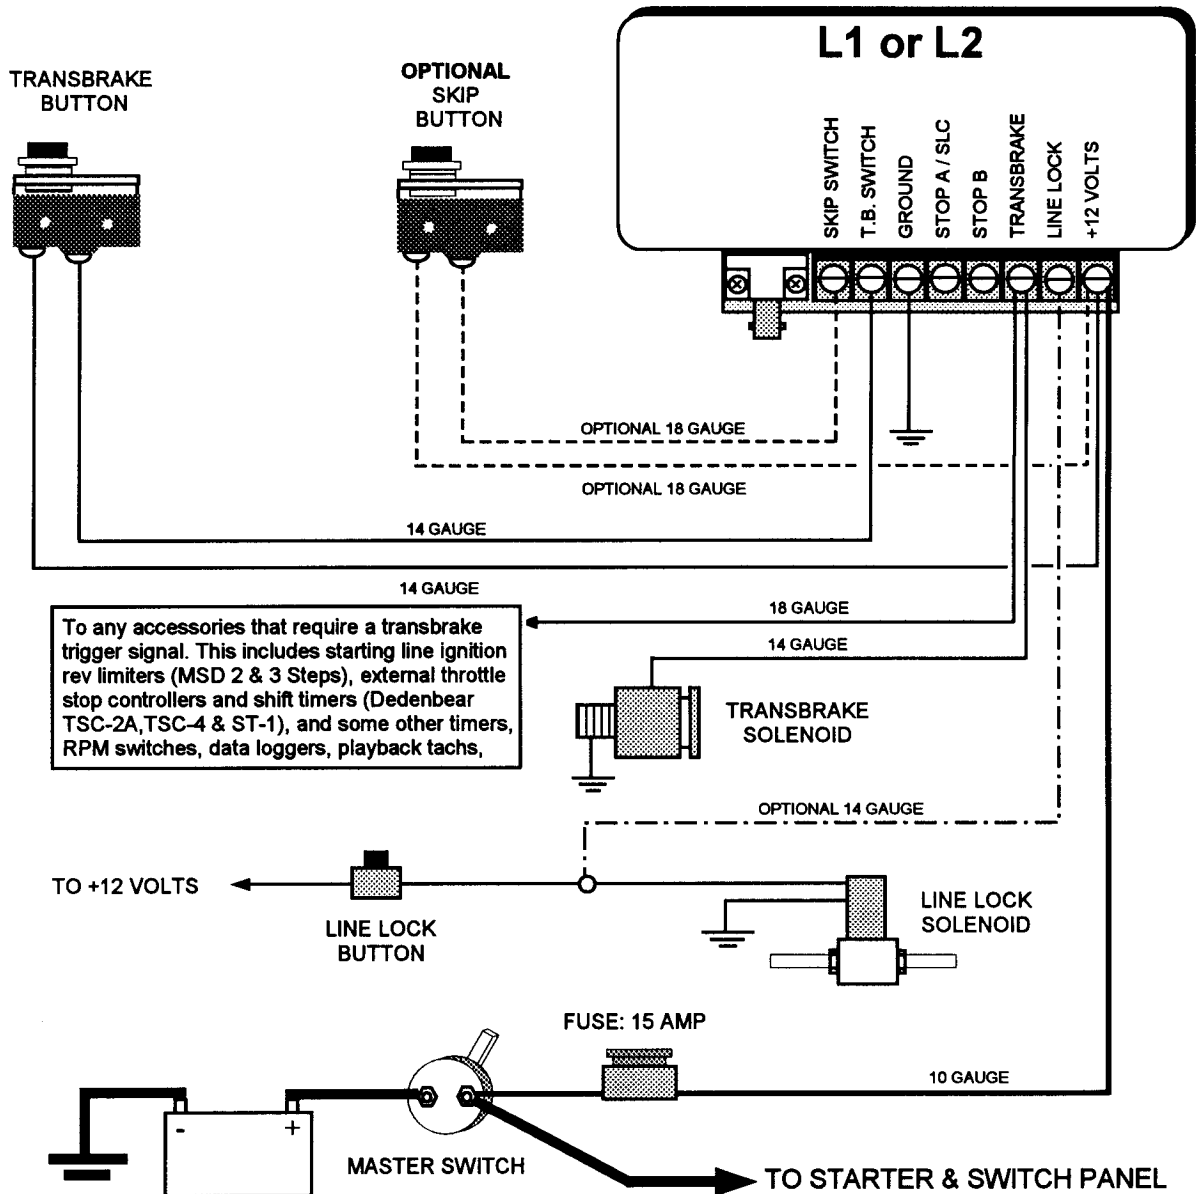 L1 or L2
TRANSBRAKE
BUTTON
OPTIONAL
SKIP
BUTTON
SKIP SWITCH
T.B. SWITCH
GROUND
STOP A / SLC
STOP B
TRANSBRAKE
LINE LOCK
+12 VOLTS
OPTIONAL 18 GAUGE
OPTIONAL 18 GAUGE
14 GAUGE
14 GAUGE
18 GAUGE
14 GAUGE
To any accessories that require a transbrake
trigger signal. This includes starting line ignition
rev limiters (MSD 2 & 3 Steps), external throttle
stop controllers and shift timers (Dedenbear
TSC-2A,TSC-4 & ST-1), and some other timers,
RPM switches, data loggers, playback tachs,
TRANSBRAKE
SOLENOID
OPTIONAL 14 GAUGE
TO +12 VOLTS
LINE LOCK
BUTTON
LINE LOCK
SOLENOID
FUSE: 15 AMP
10 GAUGE
- +
MASTER SWITCH
TO STARTER & SWITCH PANEL